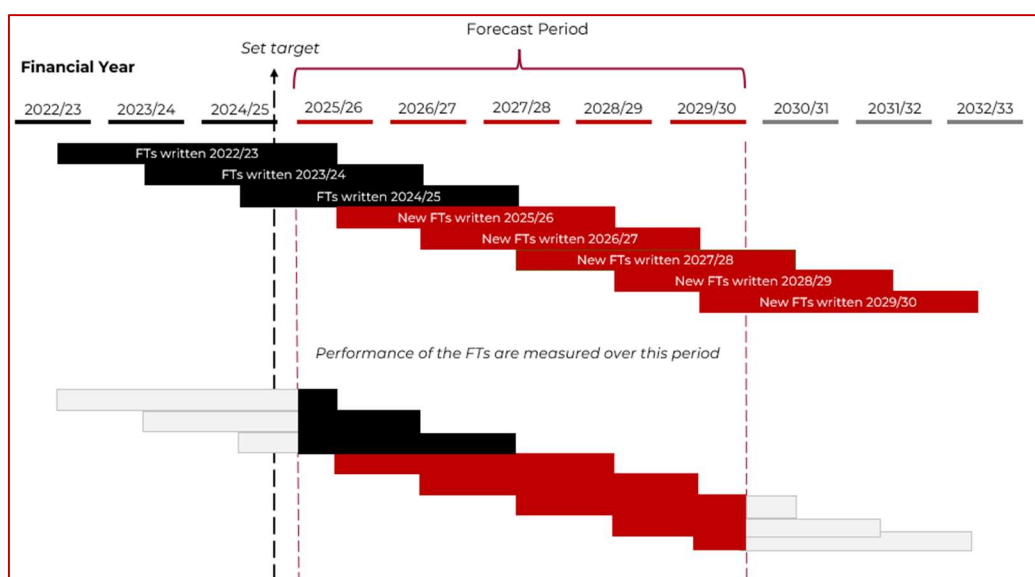 Forecast Period
Set target
Financial Year
2022/23 2023/24 2024/25 2025/26 2026/27 2027/28 2028/29 2029/30 2030/31 2031/32 2032/33
FTs written 2022/23
FTs written 2023/24
FTs written 2024/25
New FTs written 2025/26
New FTs written 2026/27
New FTs written 2027/28
New FTs written 2028/29
New FTs written 2029/30
Performance of the FTs are measured over this period